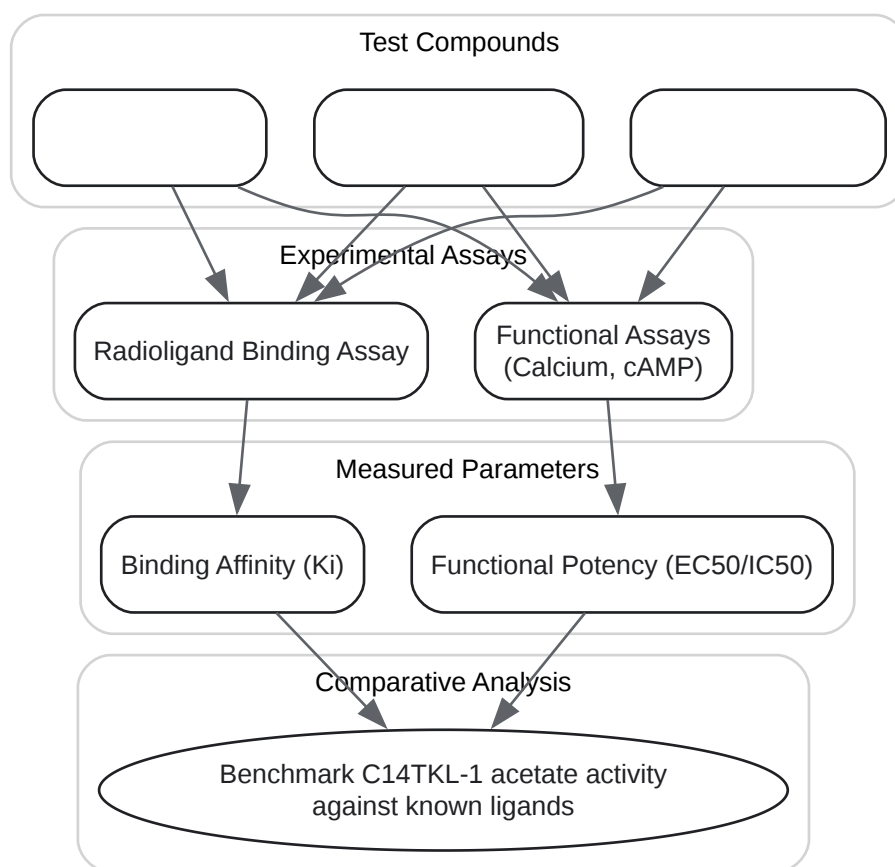 Test Compounds
Experimental Assays
Radioligand Binding Assay
Functional Assays
(Calcium, cAMP)
Measured Parameters
Binding Affinity (Ki)
Functional Potency (EC50/IC50)
Comparative Analysis
Benchmark C14TKL-1 acetate activity
against known ligands